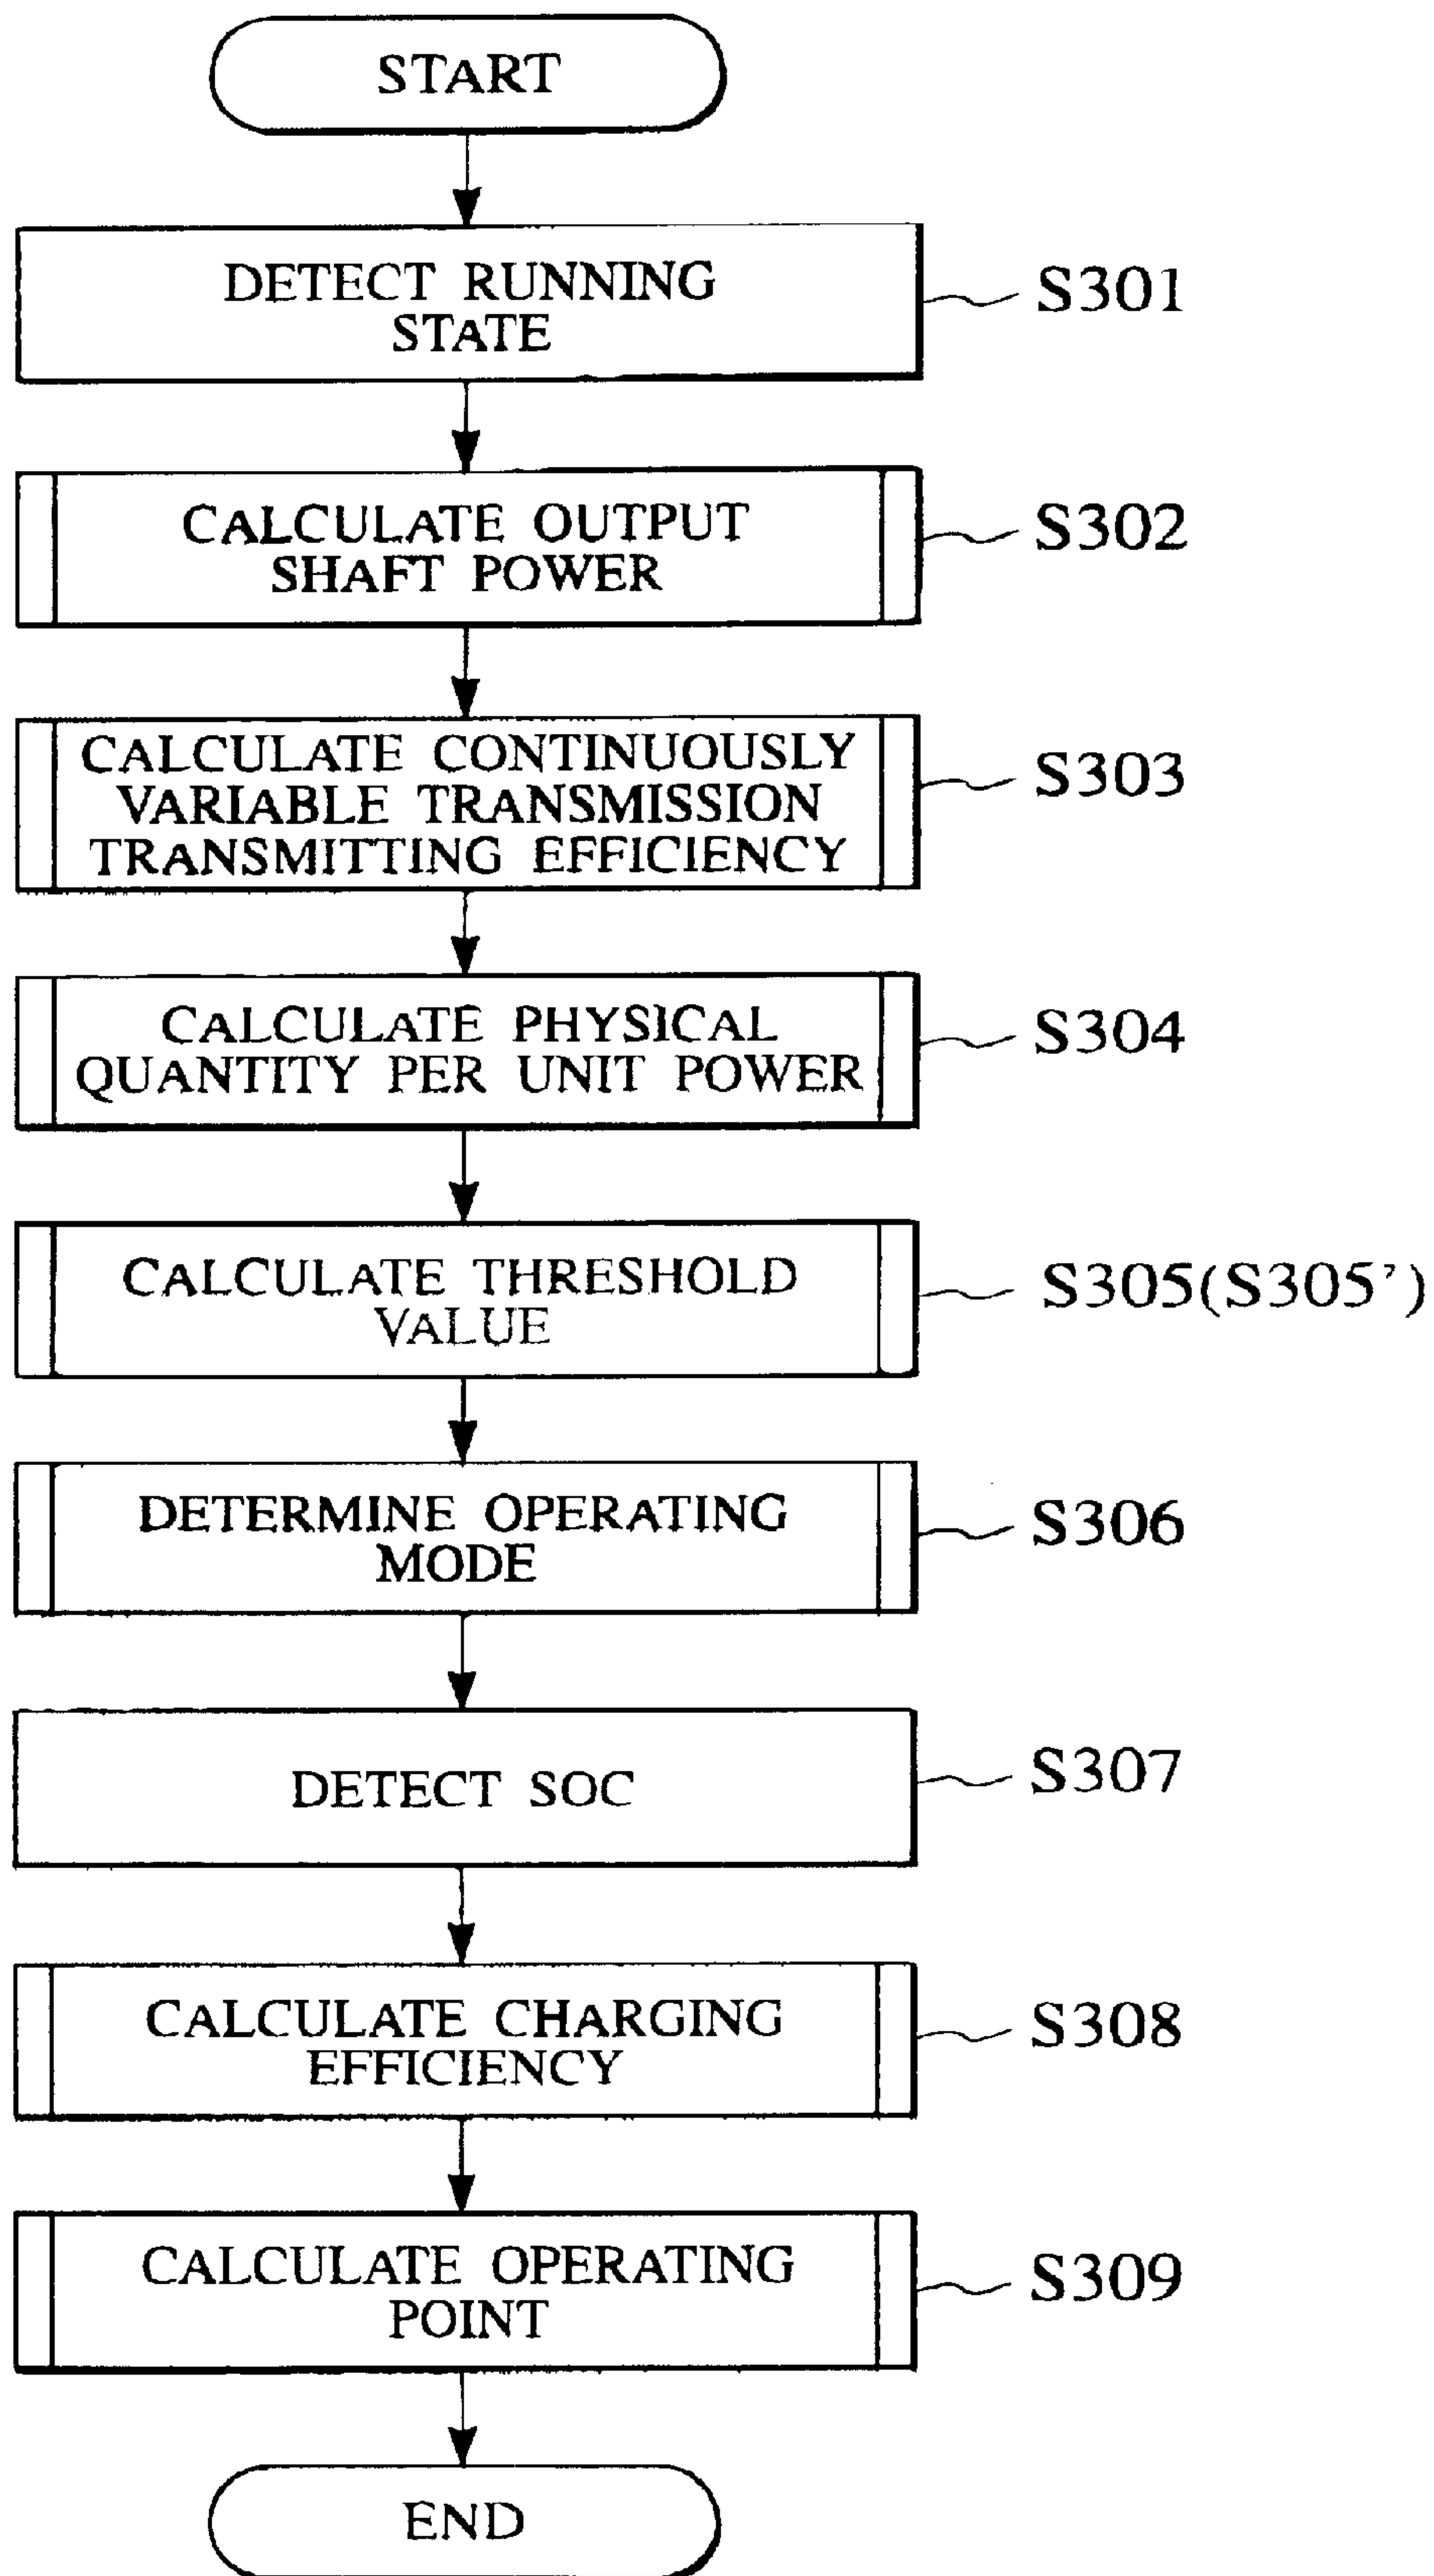 START
DETECT RUNNING
STATE
S301
CALCULATE OUTPUT
SHAFT POWER
S302
CALCULATE CONTINUOUSLY
VARIABLE TRANSMISSION
TRANSMITTING EFFICIENCY
S303
CALCULATE PHYSICAL
QUANTITY PER UNIT POWER
S304
CALCULATE THRESHOLD
VALUE
S305(S305')
DETERMINE OPERATING
MODE
S306
DETECT SOC
S307
CALCULATE CHARGING
EFFICIENCY
S308
CALCULATE OPERATING
POINT
S309
END